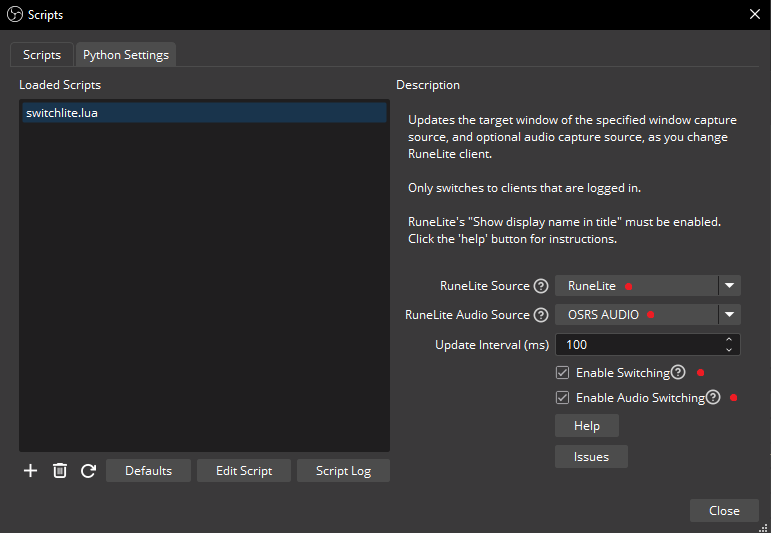 Scripts
Scripts
Python Settings
Loaded Scripts
switchlite.lua
Description
Updates the target window of the specified window capture
source, and optional audio capture source, as you change
RuneLite client.
Only switches to clients that are logged in.
RuneLite's "Show display name in title" must be enabled.
Click the 'help' button for instructions.
RuneLite Source ? RuneLite
RuneLite Audio Source ? OSRS AUDIO
Update Interval (ms) 100
Enable Switching ?
Enable Audio Switching ?
Help
Issues
Defaults
Edit Script
Script Log
Close